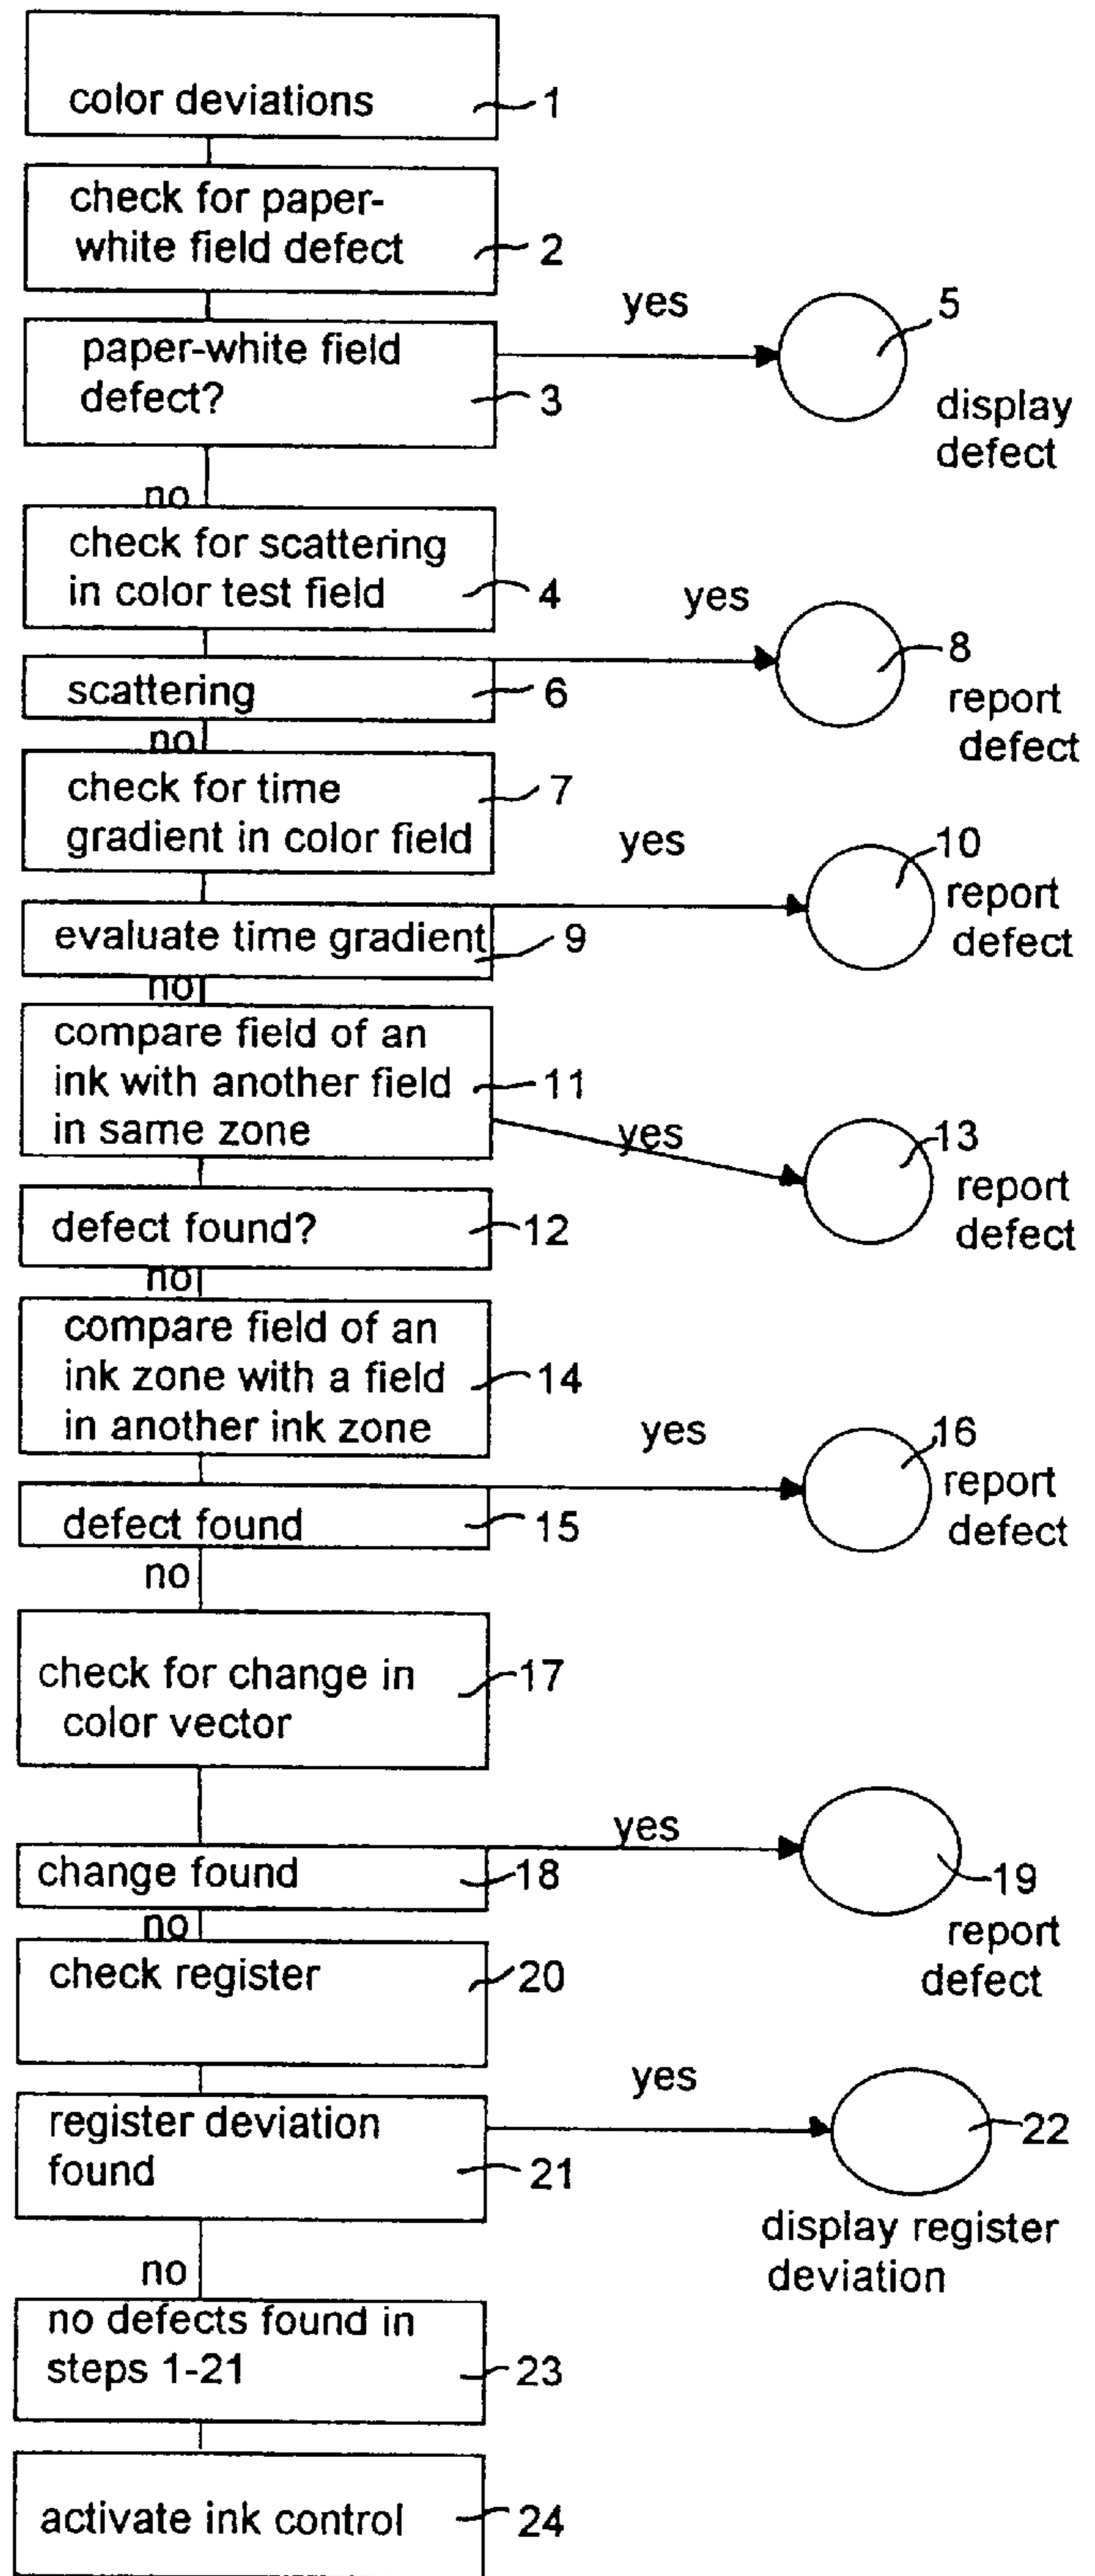 color deviations
1
check for paper-
white field defect
2
paper-white field
defect?
3
yes
5
display
defect
no
check for scattering
in color test field
4
scattering
6
yes
8
report
defect
no
check for time
gradient in color field
7
evaluate time gradient
9
yes
10
report
defect
no
compare field of an
ink with another field
in same zone
11
yes
13
report
defect
defect found?
12
no
compare field of an
ink zone with a field
in another ink zone
14
defect found
15
yes
16
report
defect
no
check for change in
color vector
17
change found
18
yes
19
report
defect
no
check register
20
register deviation
found
21
yes
22
display register
deviation
no
no defects found in
steps 1-21
23
activate ink control
24